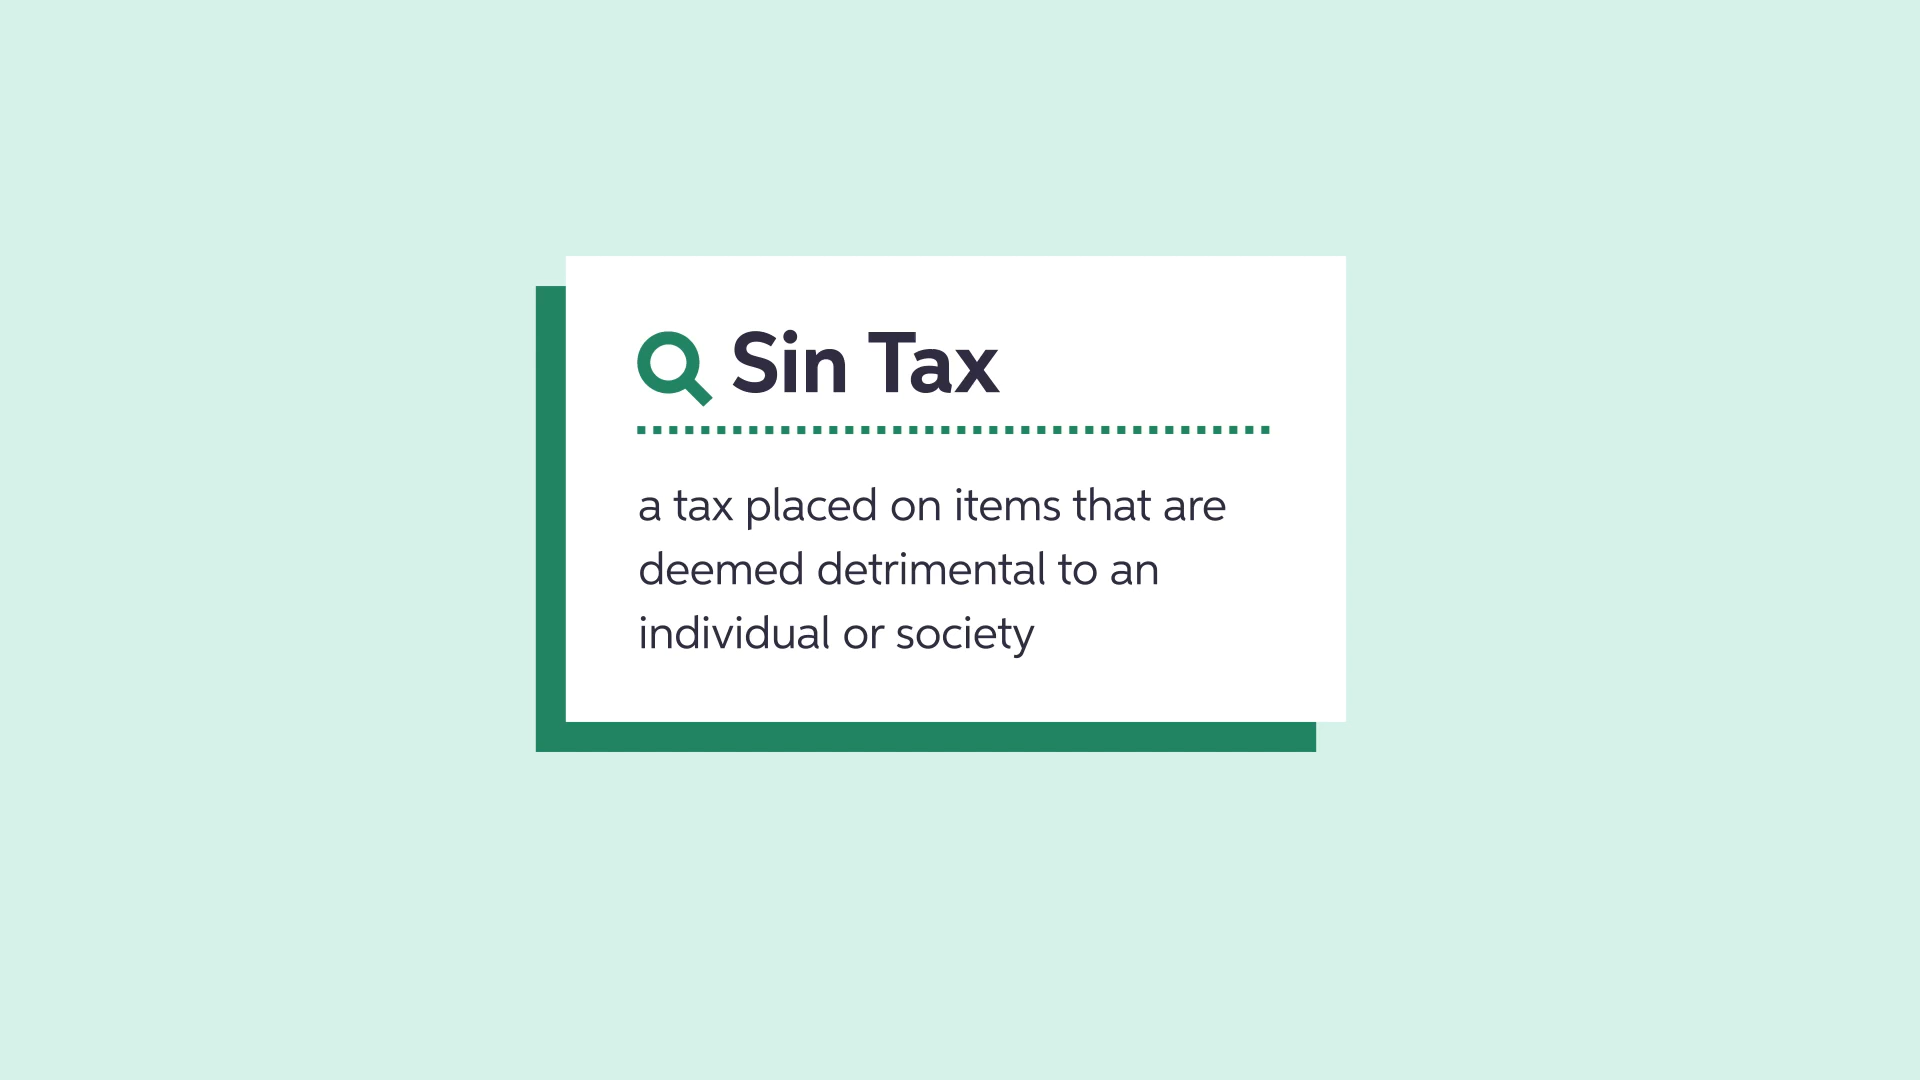 Sin Tax
a tax placed on items that are
deemed detrimental to an
individual or society